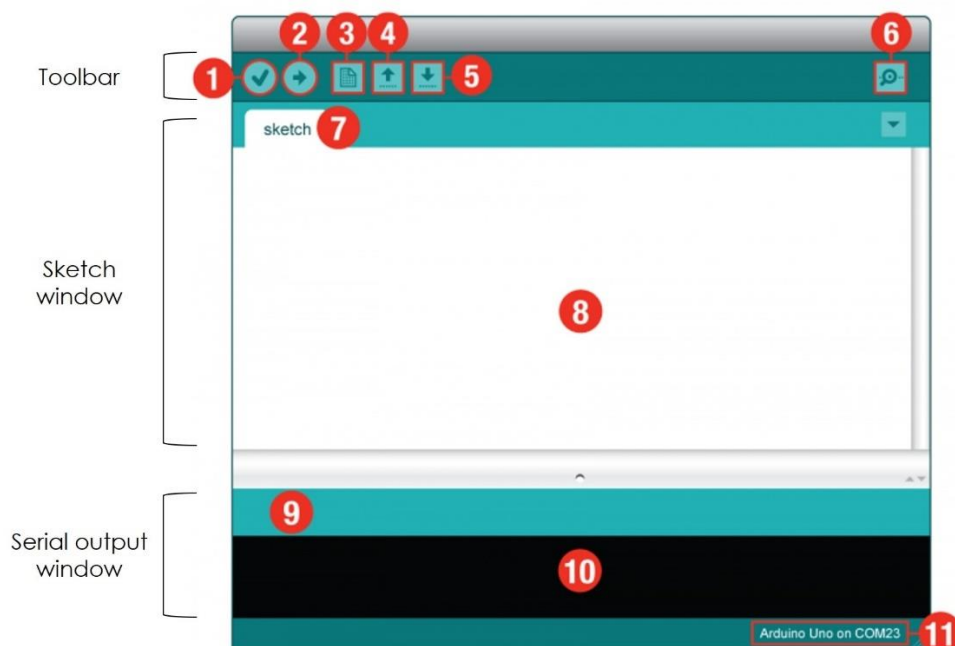 2
3
4
6
Toolbar
1
5
sketch
7
Sketch
window
8
9
Serial output
window
10
Arduino Uno on COM23
11